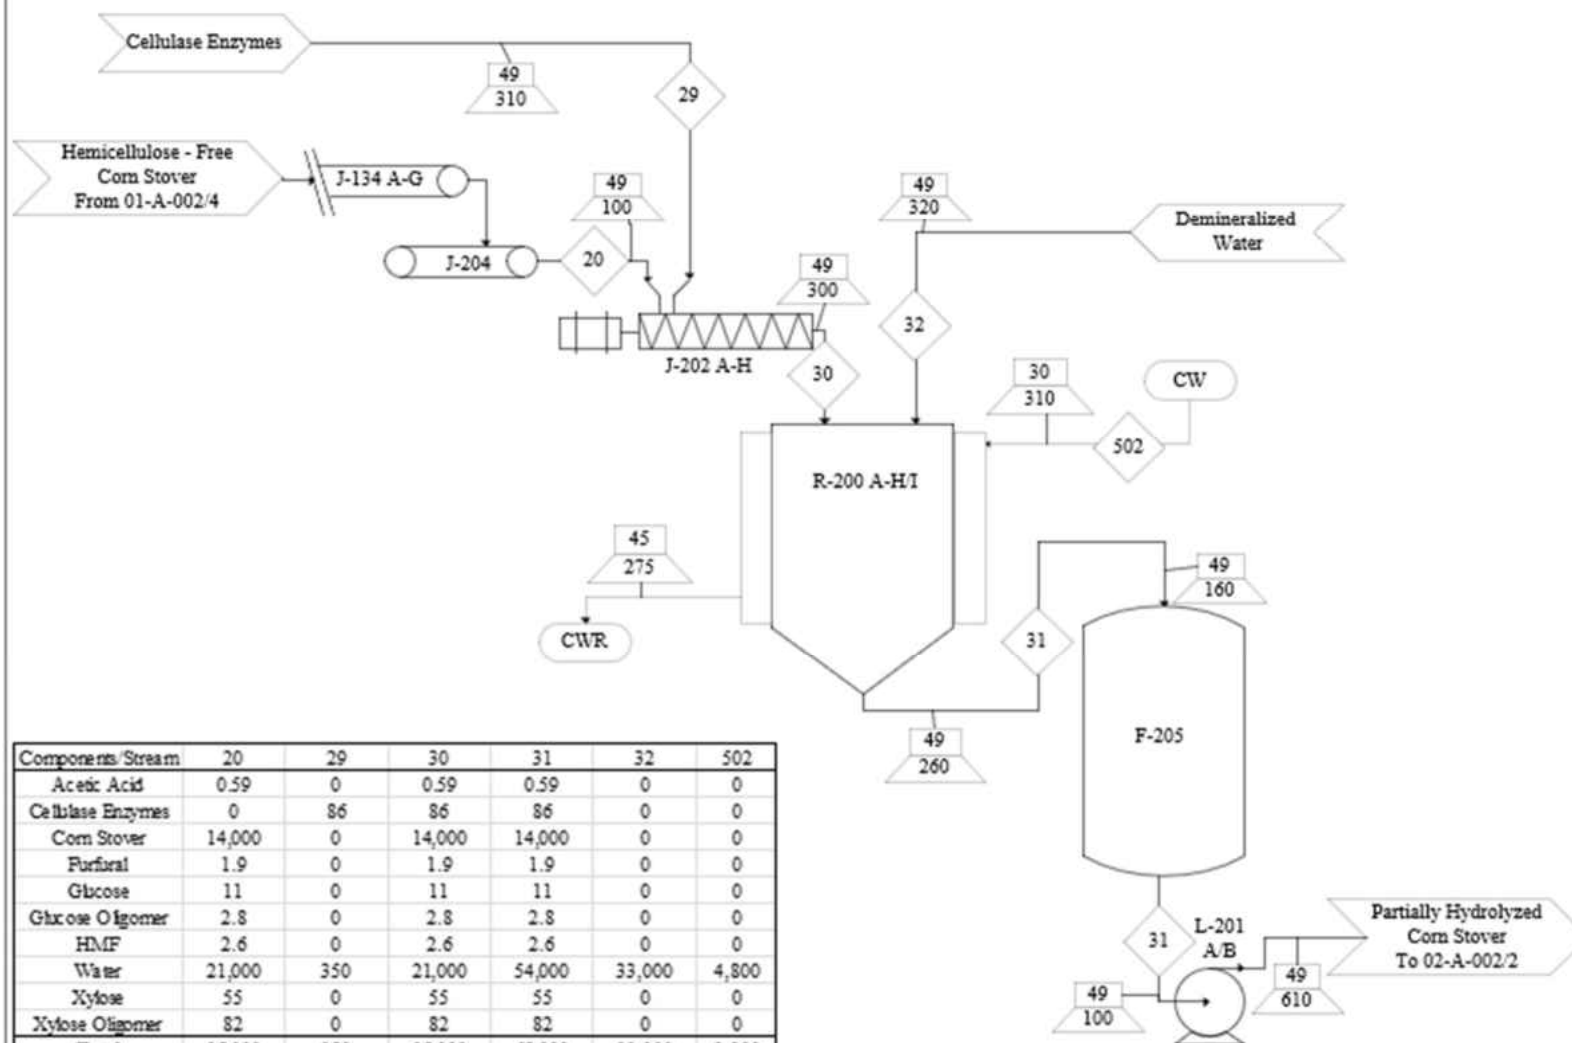 Cellulase Enzymes
49
310
29
Hemicellulose - Free
Corn Stover
From 01-A-002/4
J-134 A-G
49
100
49
320
Demineralized
Water
J-204
20
49
300
32
J-202 A-H
30
30
310
CW
502
R-200 A-H/I
45
275
CWR
49
160
31
F-205
49
260
Components/Stream 20 29 30 31 32 502
Acetic Acid 0.59 0 0.59 0.59 0 0
Cellulase Enzymes 0 86 86 86 0 0
Corn Stover 14,000 0 14,000 14,000 0 0
Furfural 1.9 0 1.9 1.9 0 0
Glucose 11 0 11 11 0 0
Glucose Oligomer 2.8 0 2.8 2.8 0 0
HMF 2.6 0 2.6 2.6 0 0
Water 21,000 350 21,000 54,000 33,000 4,800
Xylose 55 0 55 55 0 0
Xylose Oligomer 82 0 82 82 0 0
31
L-201
A/B
Partially Hydrolyzed
Corn Stover
To 02-A-002/2
49
610
49
100